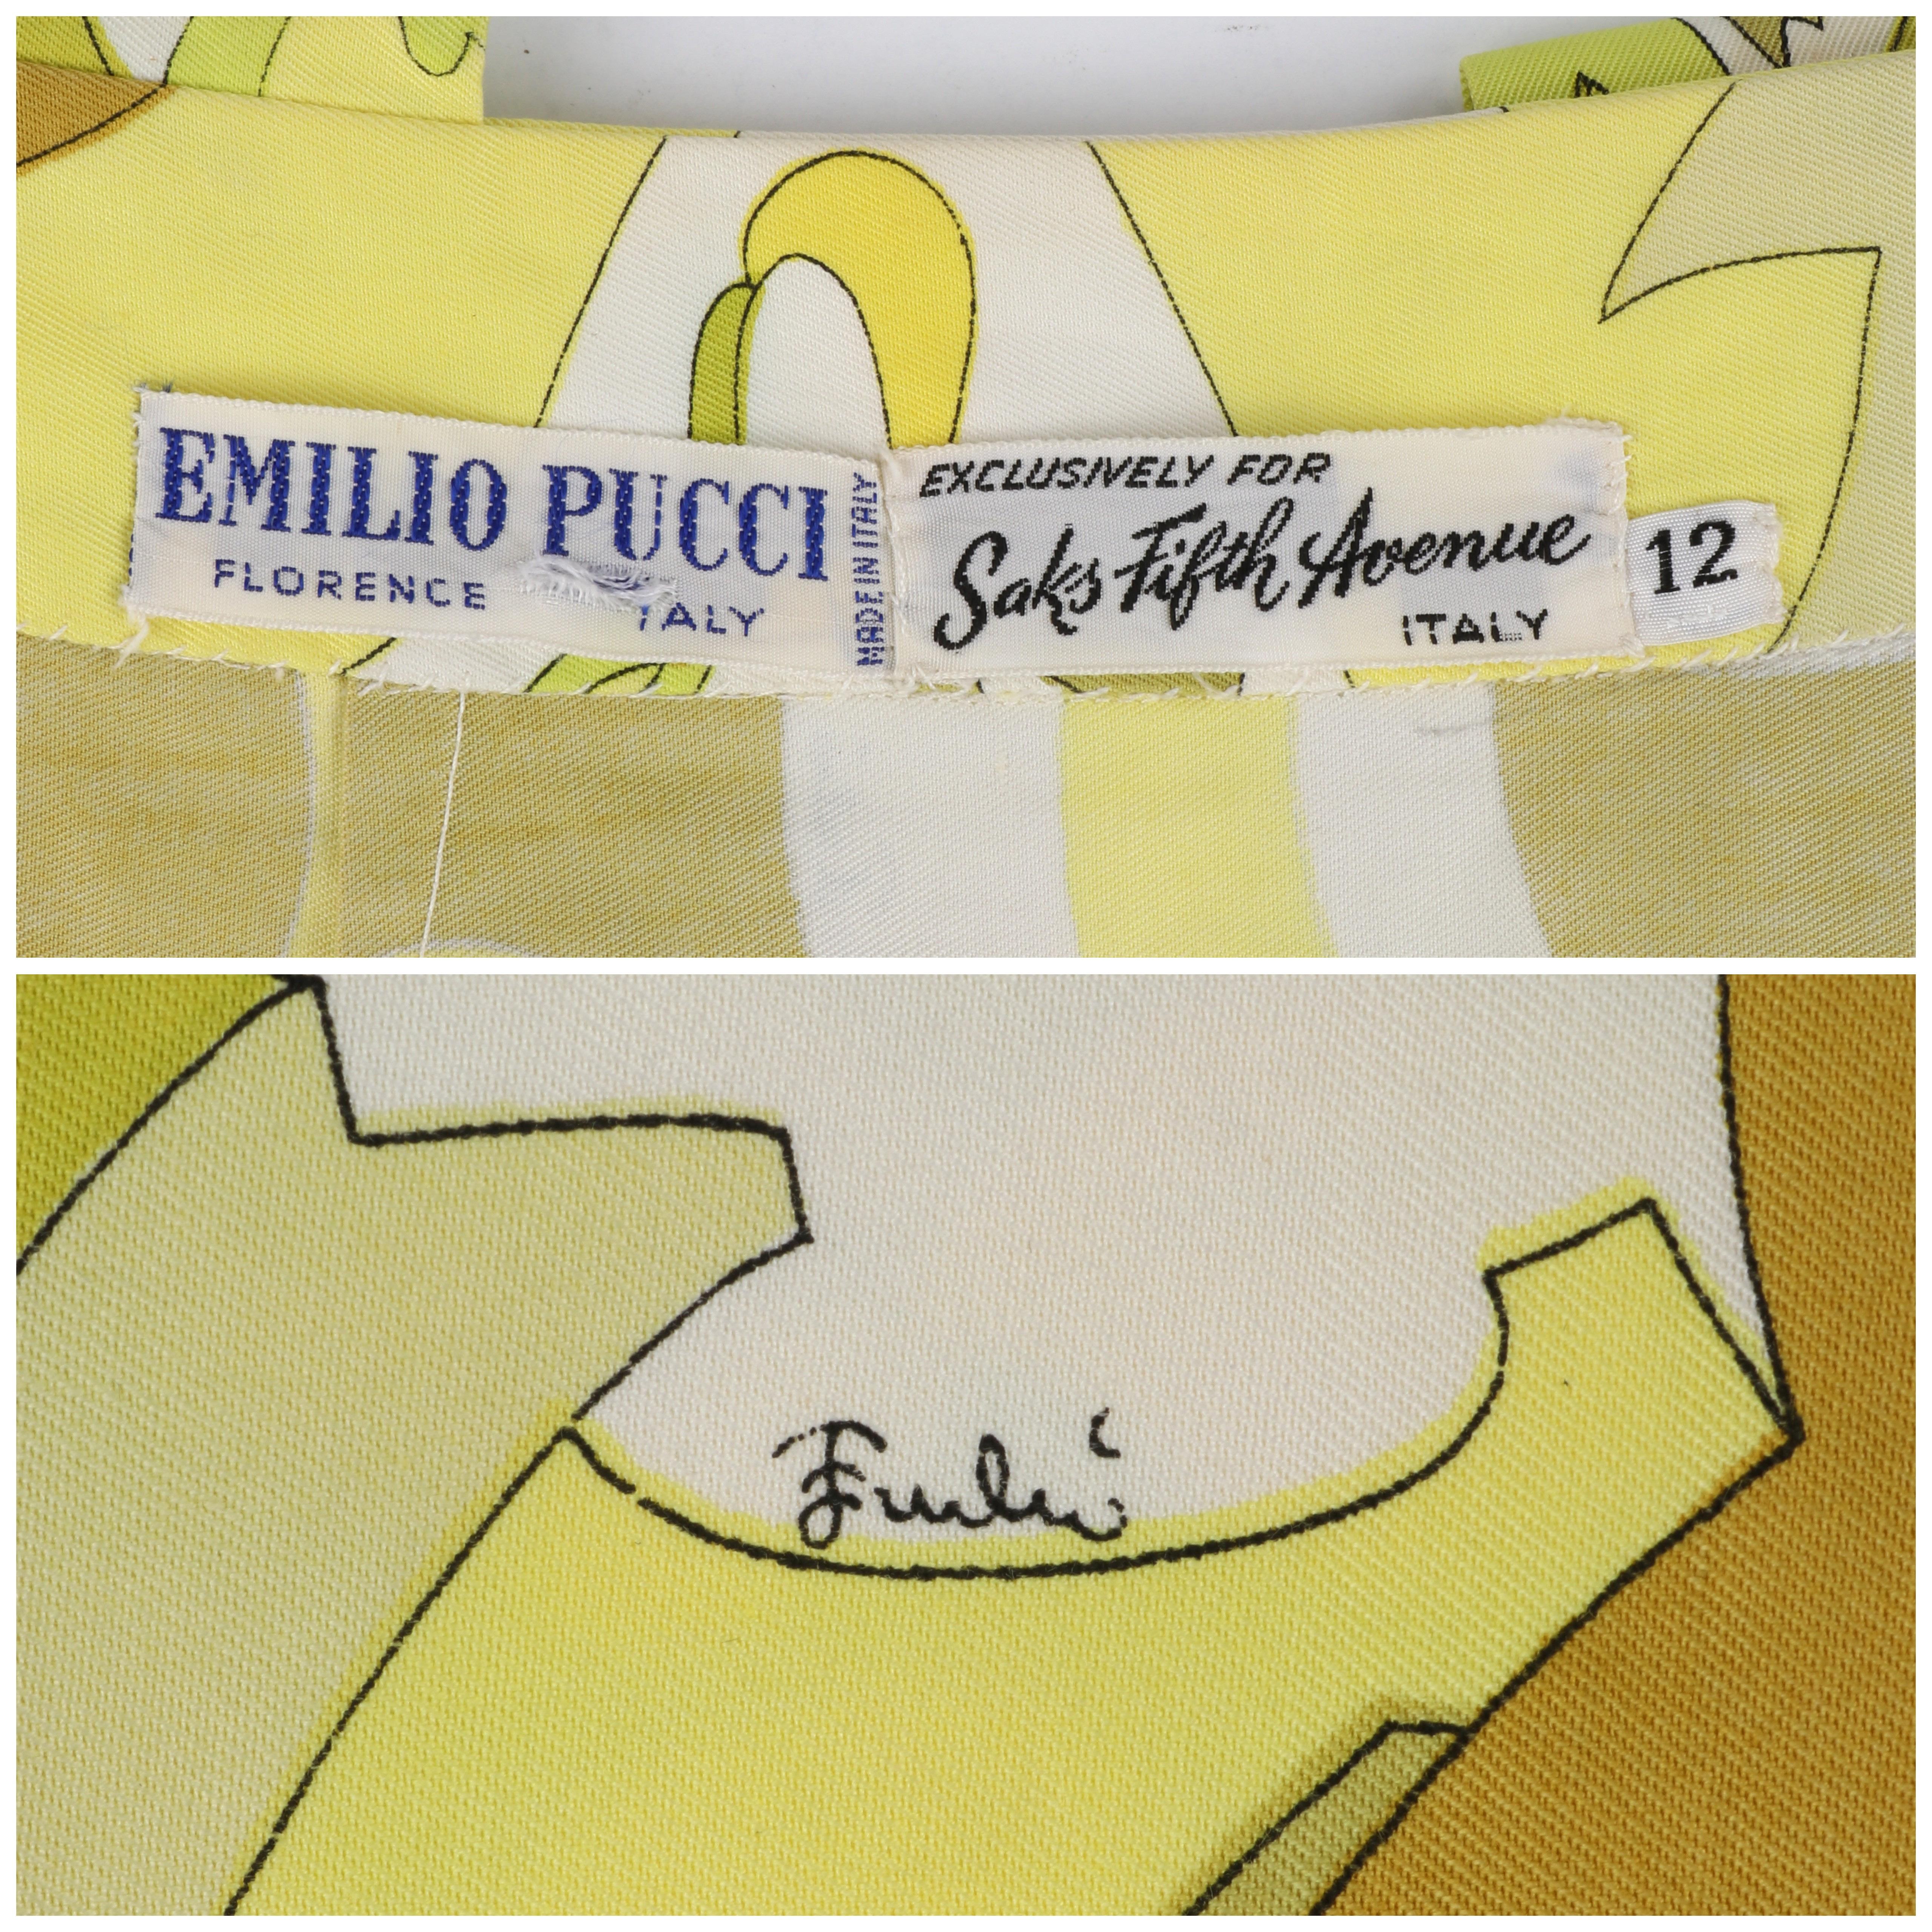 EMILIO PUCCI
FLORENCE ITALY
MADE IN ITALY
EXCLUSIVELY FOR
Saks Fifth Avenue
ITALY
12
Emilio